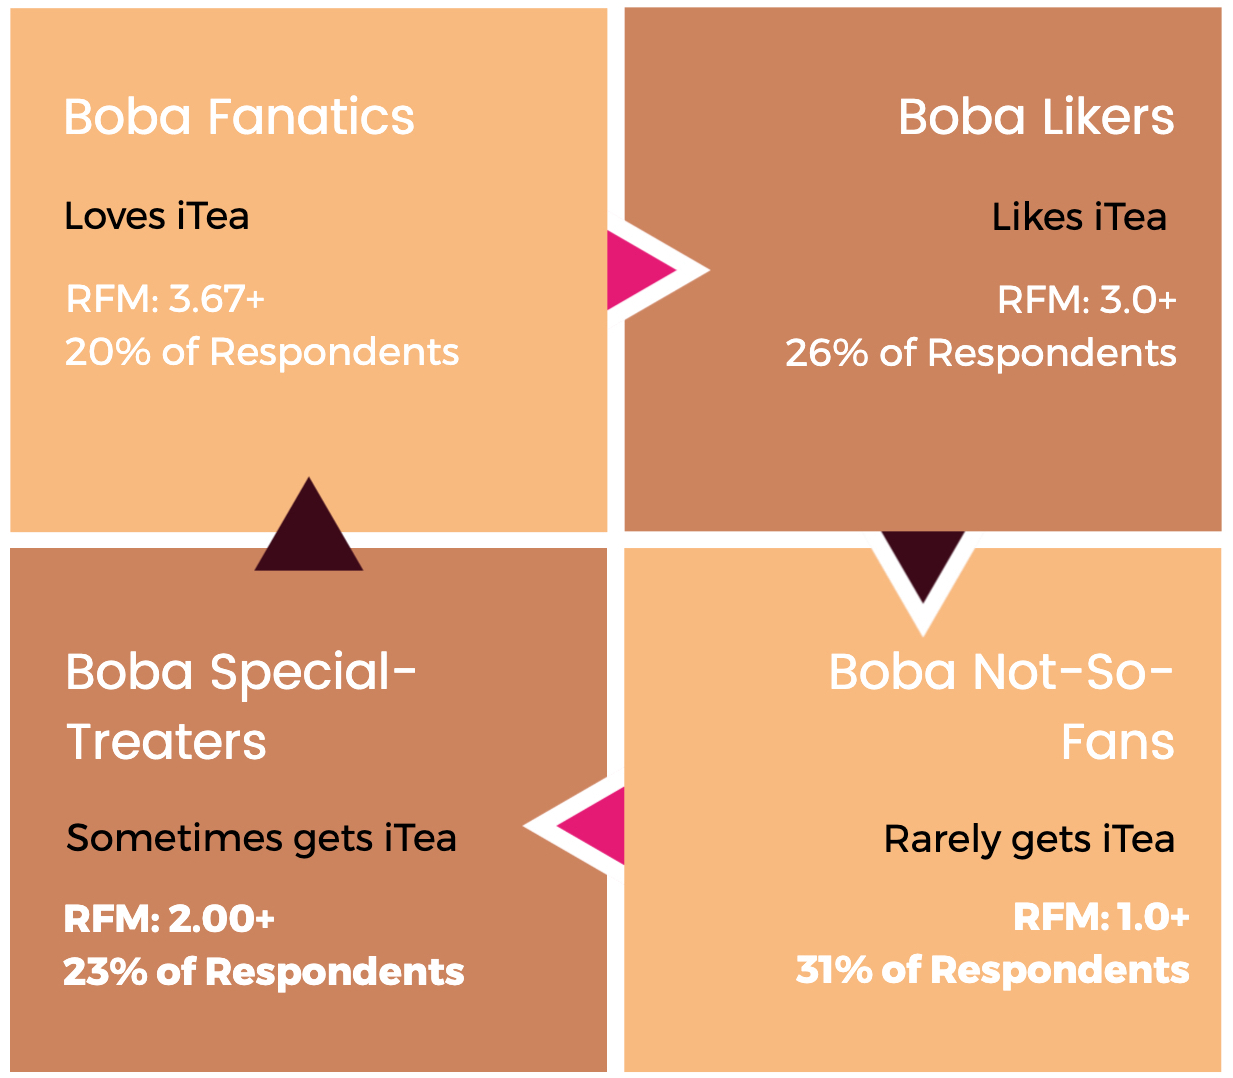 Boba Fanatics
Loves iTea
RFM: 3.67+
20% of Respondents
Boba Likers
Likes iTea
RFM: 3.0+
26% of Respondents
Boba Special-
Treaters
Sometimes gets iTea
RFM: 2.00+
23% of Respondents
Boba Not-So-
Fans
Rarely gets iTea
RFM: 1.0+
31% of Respondents